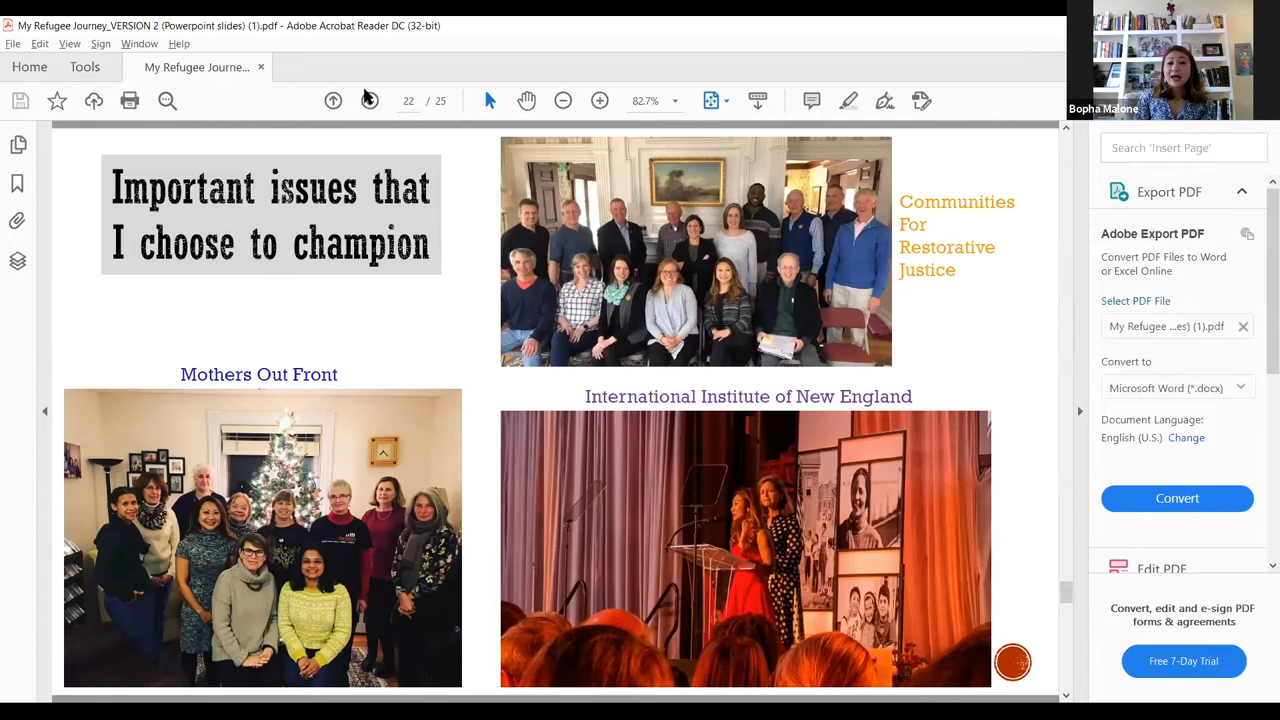 My Refugee Journey_VERSION 2 (Powerpoint slides) (1).pdf - Adobe Acrobat Reader DC (32-bit)
File Edit View Sign Window Help
Home Tools My Refugee Journe... ×
/ 25 82.7%
Bopha Malone
Important issues that
I choose to champion
Communities
For
Restorative
Justice
Mothers Out Front
International Institute of New England
Search 'Insert Page'
Export PDF
Adobe Export PDF
Convert PDF Files to Word
or Excel Online
Select PDF File
My Refugee ...es) (1).pdf
Convert to
Microsoft Word (*.docx)
Document Language:
English (U.S.) Change
Convert
Edit PDF
Convert, edit and e-sign PDF
forms & agreements
Free 7-Day Trial